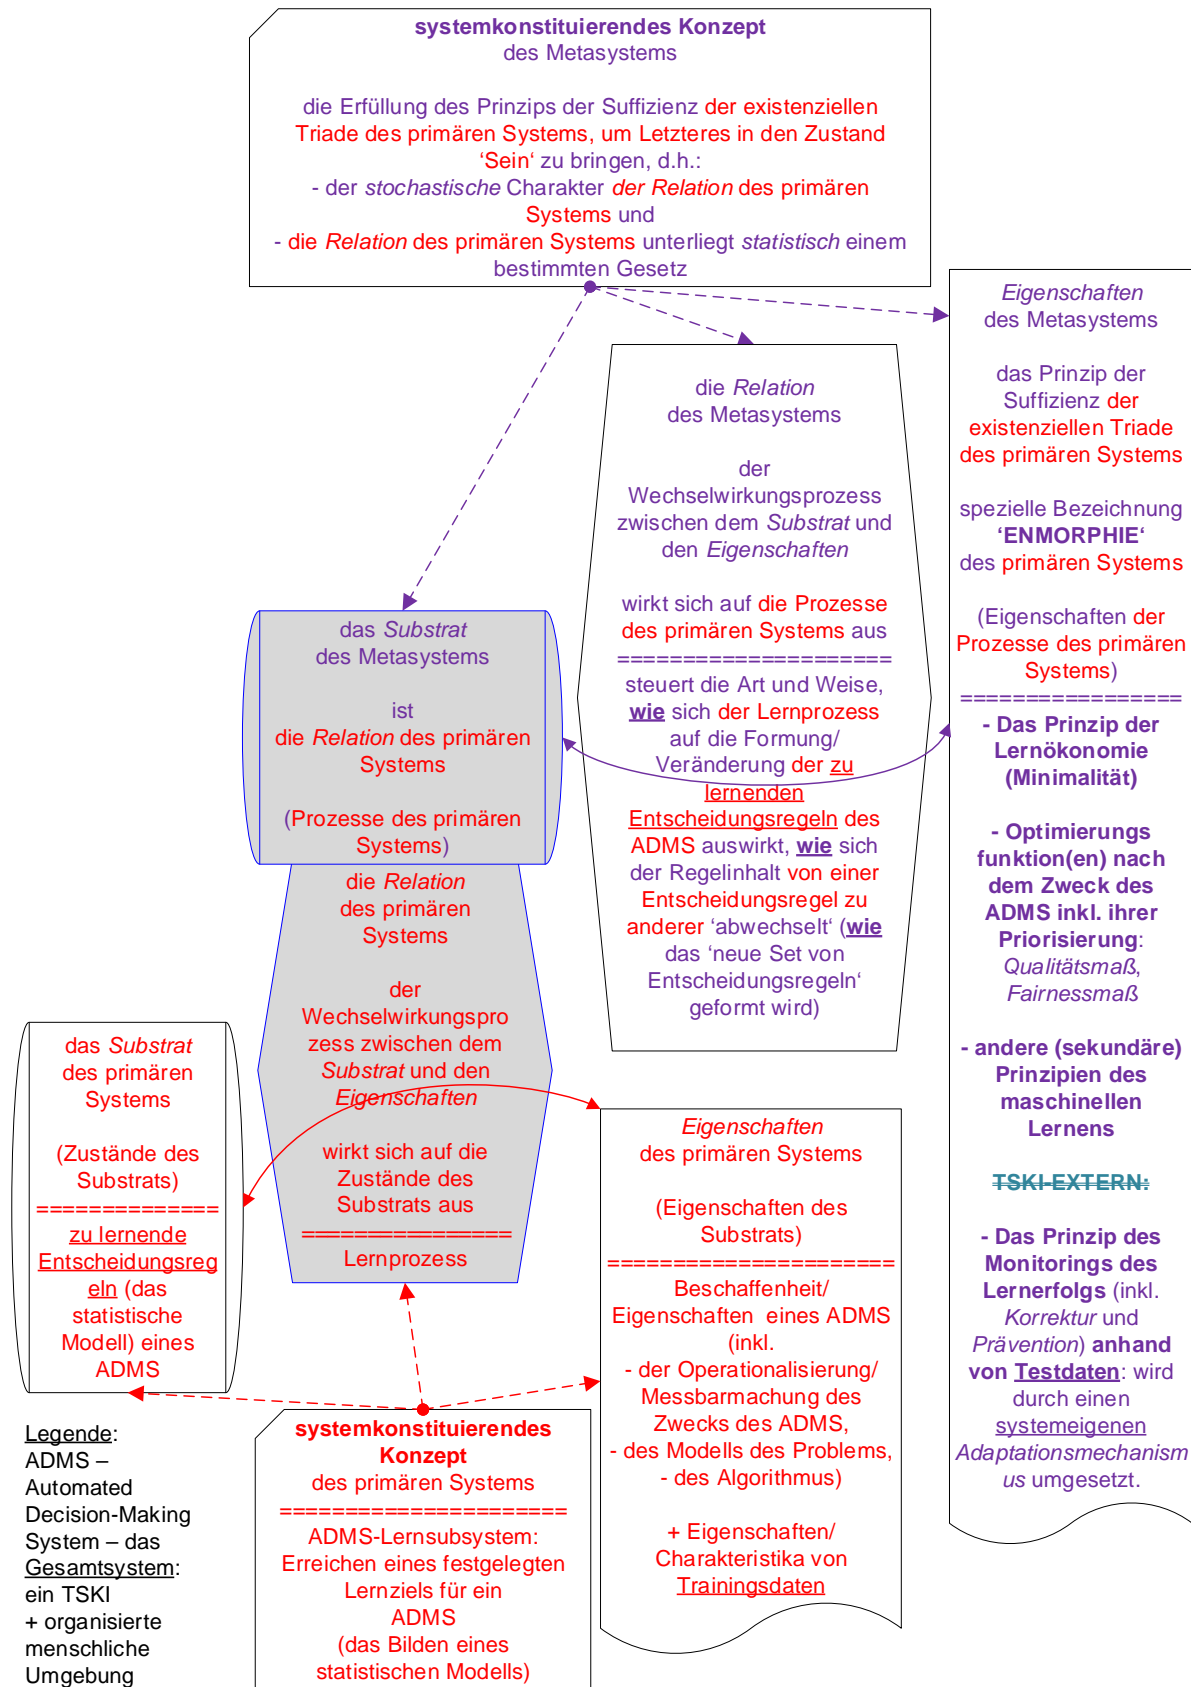 systemkonstituierendes Konzept
des Metasystems
die Erfüllung des Prinzips der Suffizienz der existenziellen
Triade des primären Systems, um Letzteres in den Zustand
‘Sein‘ zu bringen, d.h.:
- der stochastische Charakter der Relation des primären
Systems und
- die Relation des primären Systems unterliegt statistisch einem
bestimmten Gesetz
Eigenschaften
des Metasystems
das Prinzip der
Suffizienz der
existenziellen Triade
des primären Systems
spezielle Bezeichnung
‘ENMORPHIE‘
des primären Systems
(Eigenschaften der
Prozesse des primären
Systems)
=================
- Das Prinzip der
Lernökonomie
(Minimalität)
- Optimierungs
funktion(en) nach
dem Zweck des
ADMS inkl. ihrer
Priorisierung:
Qualitätsmaß,
Fairnessmaß
- andere (sekundäre)
Prinzipien des
maschinellen
Lernens
TSKI-EXTERN:
- Das Prinzip des
Monitorings des
Lernerfolgs (inkl.
Korrektur und
Prävention) anhand
von Testdaten: wird
durch einen
systemeigenen
Adaptationsmechanism
us umgesetzt.
die Relation
des Metasystems
der
Wechselwirkungsprozess
zwischen dem Substrat und
den Eigenschaften
wirkt sich auf die Prozesse
des primären Systems aus
=====================
steuert die Art und Weise,
wie sich der Lernprozess
auf die Formung/
Veränderung der zu
lernenden
Entscheidungsregeln des
ADMS auswirkt, wie sich
der Regelinhalt von einer
Entscheidungsregel zu
anderer ‘abwechselt‘ (wie
das ‘neue Set von
Entscheidungsregeln‘
geformt wird)
das Substrat
des Metasystems
ist
die Relation des primären
Systems
(Prozesse des primären
Systems)
die Relation
des primären
Systems
der
Wechselwirkungspro
zess zwischen dem
Substrat und den
Eigenschaften
wirkt sich auf die
Zustände des
Substrats aus
================
Lernprozess
das Substrat
des primären
Systems
(Zustände des
Substrats)
==============
zu lernende
Entscheidungsreg
eln (das
statistische
Modell) eines
ADMS
Eigenschaften
des primären Systems
(Eigenschaften des
Substrats)
======================
Beschaffenheit/
Eigenschaften eines ADMS
(inkl.
- der Operationalisierung/
Messbarmachung des
Zwecks des ADMS,
- des Modells des Problems,
- des Algorithmus)
+ Eigenschaften/
Charakteristika von
Trainingsdaten
systemkonstituierendes
Konzept
des primären Systems
======================
ADMS-Lernsubsystem:
Erreichen eines festgelegten
Lernziels für ein
ADMS
(das Bilden eines
statistischen Modells)
Legende:
ADMS –
Automated
Decision-Making
System – das
Gesamtsystem:
ein TSKI
+ organisierte
menschliche
Umgebung